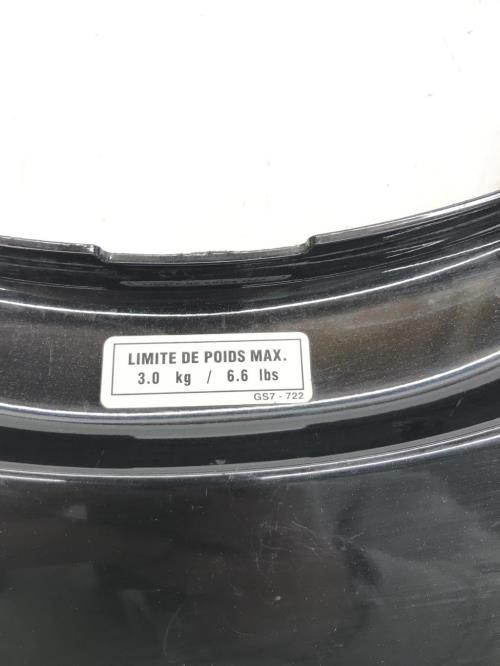 LIMITE DE POIDS MAX.
3.0 kg / 6.6 lbs
GS7 - 722